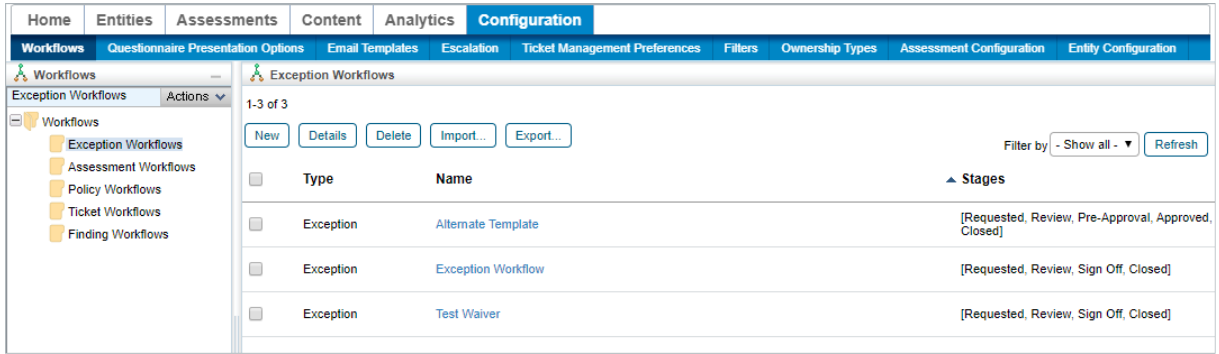 Home Entities Assessments Content Analytics Configuration
Workflows Questionnaire Presentation Options Email Templates Escalation Ticket Management Preferences Filters Ownership Types Assessment Configuration Entity Configuration
Workflows
Exception Workflows Actions
Workflows
Exception Workflows
Assessment Workflows
Policy Workflows
Ticket Workflows
Finding Workflows
Exception Workflows
1-3 of 3
New Details Delete Import... Export...
Filter by - Show all - Refresh
Type Name Stages
Exception Alternate Template [Requested, Review, Pre-Approval, Approved,
Closed]
Exception Exception Workflow [Requested, Review, Sign Off, Closed]
Exception Test Waiver [Requested, Review, Sign Off, Closed]